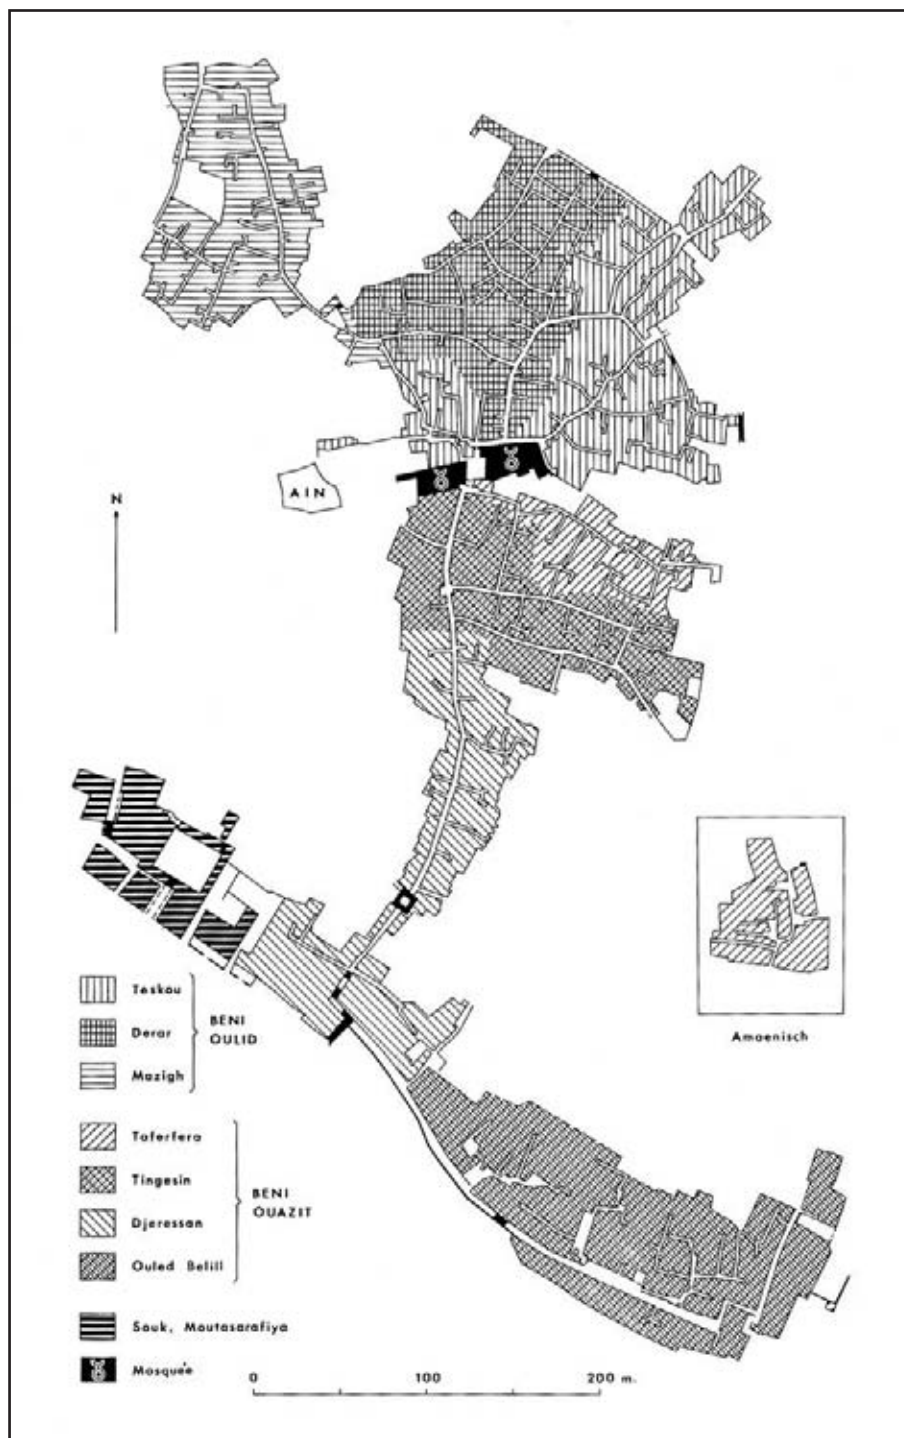 AIN
N
Teskou
Derar
Mazigh
BENI
OULID
Taferfera
Tingesin
Djeressan
Ouled Belill
BENI
OUAZIT
Souk, Moutasarafiya
Mosquée
Amaenisch
0 100 200 m.